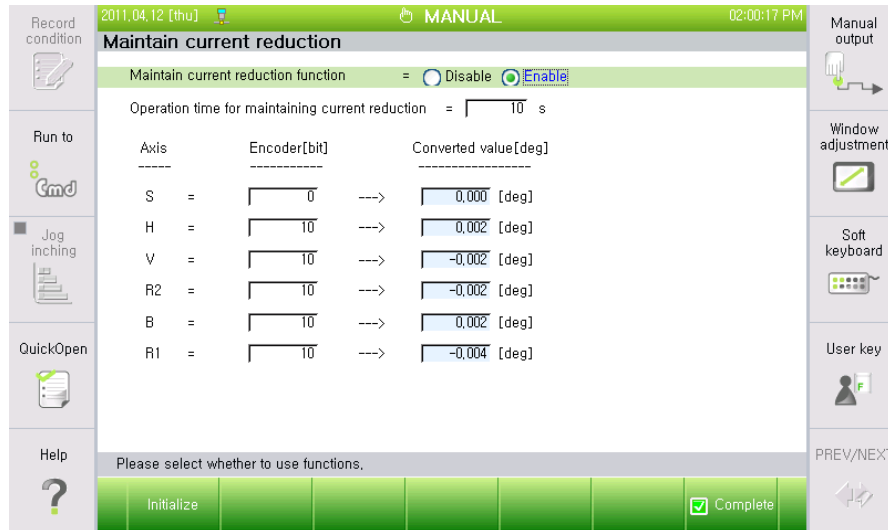 2011,04,12 [thu] MANUAL 02:00:17 PM
Maintain current reduction
Maintain current reduction function = Disable Enable
Operation time for maintaining current reduction = 10 s
Axis Encoder[bit] Converted value[deg]
----- ----------- -----------------
S = 0 ---> 0,000 [deg]
H = 10 ---> 0,002 [deg]
V = 10 ---> -0,002 [deg]
R2 = 10 ---> -0,002 [deg]
B = 10 ---> 0,002 [deg]
R1 = 10 ---> -0,004 [deg]
Please select whether to use functions,
Initialize Complete
Record
condition
Run to
Cmd
Jog
inching
QuickOpen
Help
?
Manual
output
Window
adjustment
Soft
keyboard
User key
F
PREV/NEXT